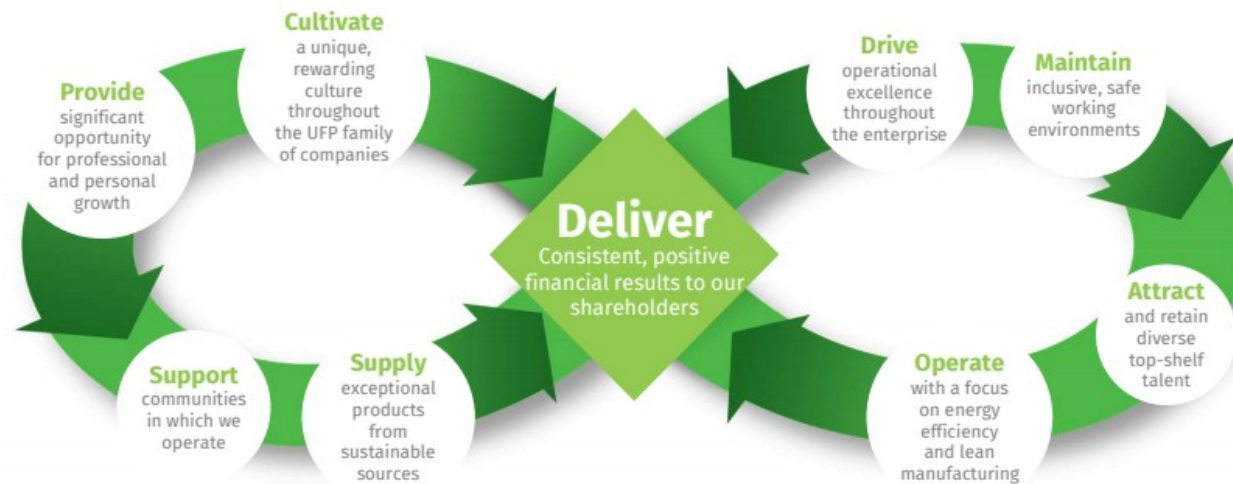 Cultivate
a unique,
rewarding
culture
throughout
the UFP family
of companies
Provide
significant
opportunity
for professional
and personal
growth
Support
communities
in which we
operate
Supply
exceptional
products
from
sustainable
sources
Deliver
Consistent, positive
financial results to our
shareholders
Drive
operational
excellence
throughout
the enterprise
Maintain
inclusive, safe
working
environments
Attract
and retain
diverse
top-shelf
talent
Operate
with a focus
on energy
efficiency
and lean
manufacturing